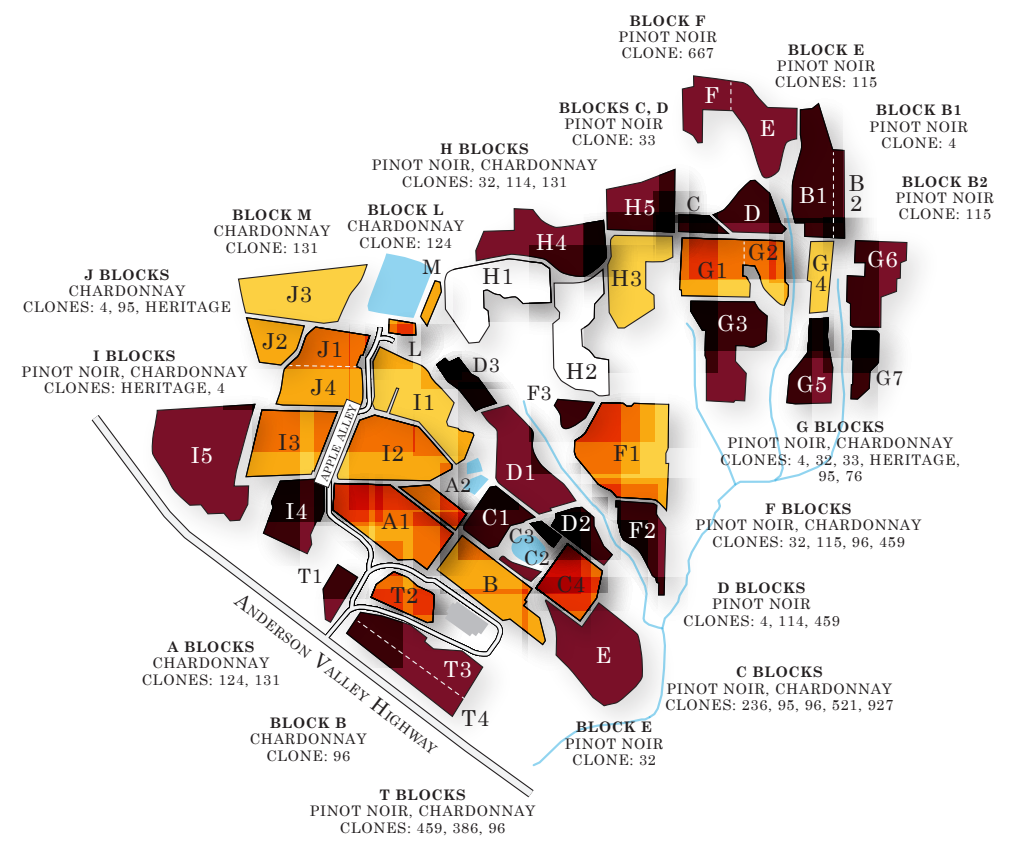 BLOCK F
PINOT NOIR
CLONE: 667
BLOCK E
PINOT NOIR
CLONES: 115
BLOCKS C, D
PINOT NOIR
CLONE: 33
BLOCK B1
PINOT NOIR
CLONE: 4
H BLOCKS
PINOT NOIR, CHARDONNAY
CLONES: 32, 114, 131
BLOCK B2
PINOT NOIR
CLONE: 115
BLOCK M
CHARDONNAY
CLONE: 131
BLOCK L
CHARDONNAY
CLONE: 124
J BLOCKS
CHARDONNAY
CLONES: 4, 95, HERITAGE
I BLOCKS
PINOT NOIR, CHARDONNAY
CLONES: HERITAGE, 4
F
E
B1
B
2
H5
C
D
H4
H1
H3
G1
G2
G
4
G6
M
J3
L
J2
J1
J4
G3
G5
G7
D3
H2
F3
I1
APPLE ALLEY
I5
I3
I2
A2
D1
F1
I4
A1
C1
D2
C3
C2
F2
T1
T2
B
C4
T3
T4
E
ANDERSON VALLEY HIGHWAY
G BLOCKS
PINOT NOIR, CHARDONNAY
CLONES: 4, 32, 33, HERITAGE,
95, 76
F BLOCKS
PINOT NOIR, CHARDONNAY
CLONES: 32, 115, 96, 459
D BLOCKS
PINOT NOIR
CLONES: 4, 114, 459
A BLOCKS
CHARDONNAY
CLONES: 124, 131
C BLOCKS
PINOT NOIR, CHARDONNAY
CLONES: 236, 95, 96, 521, 927
BLOCK B
CHARDONNAY
CLONE: 96
BLOCK E
PINOT NOIR
CLONE: 32
T BLOCKS
PINOT NOIR, CHARDONNAY
CLONES: 459, 386, 96